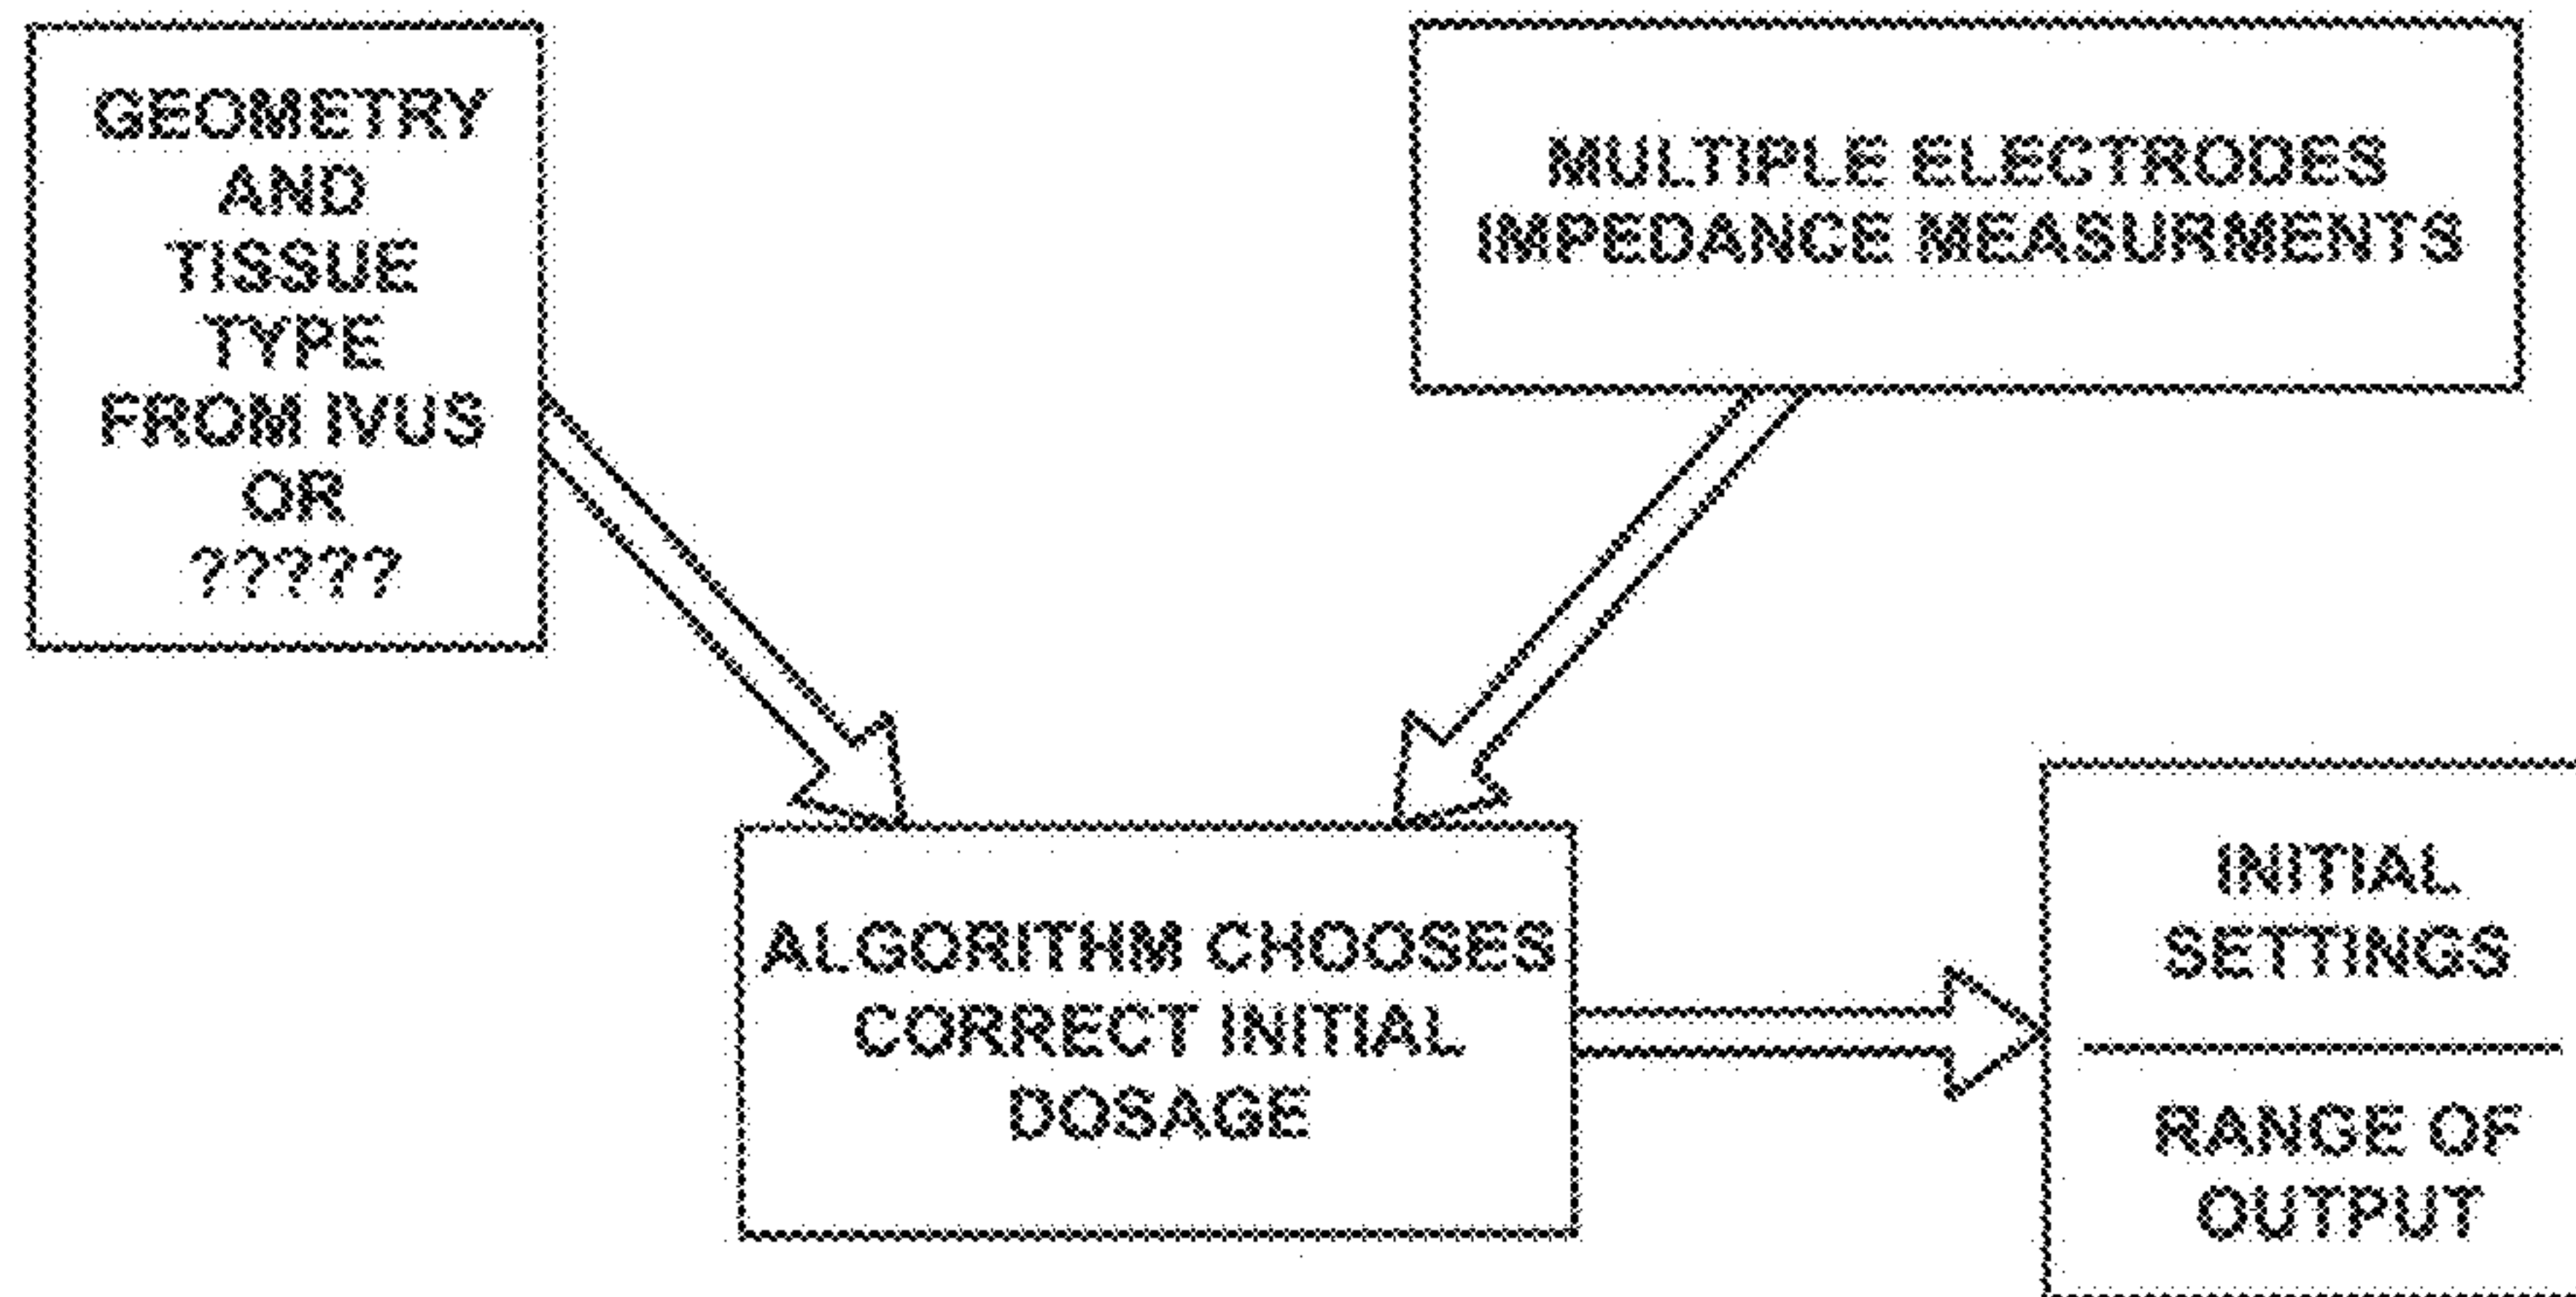 GEOMETRY
AND
TISSUE
TYPE
FROM IVUS
OR
?????
MULTIPLE ELECTRODES
IMPEDANCE MEASURMENTS
ALGORITHM CHOOSES
CORRECT INITIAL
DOSAGE
INITIAL
SETTINGS
RANGE OF
OUTPUT